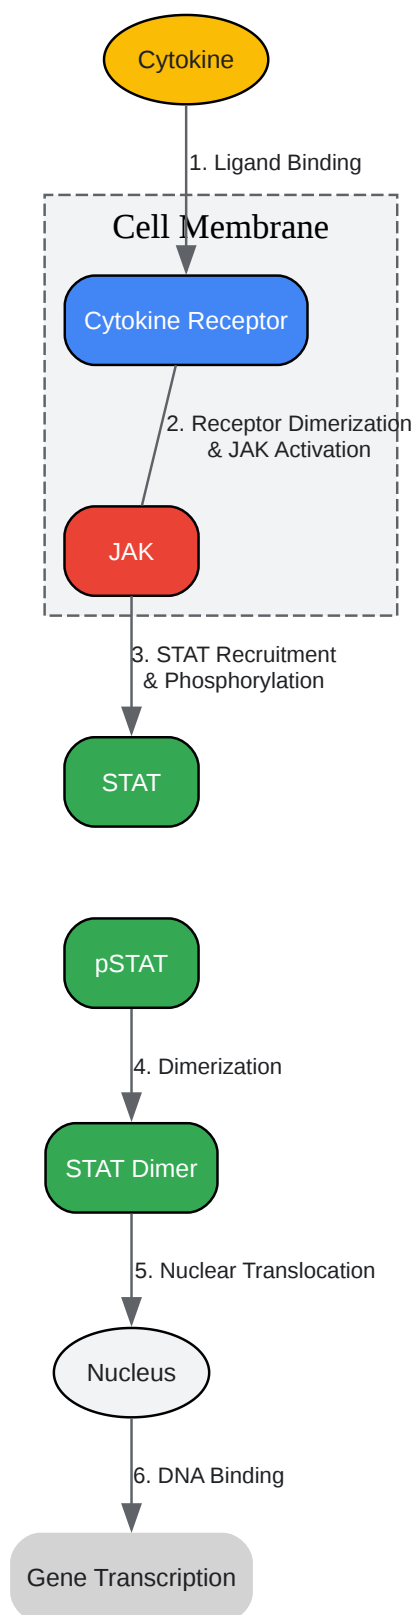 Cytokine
1. Ligand Binding
Cell Membrane
Cytokine Receptor
2. Receptor Dimerization
& JAK Activation
JAK
3. STAT Recruitment
& Phosphorylation
STAT
pSTAT
4. Dimerization
STAT Dimer
5. Nuclear Translocation
Nucleus
6. DNA Binding
Gene Transcription